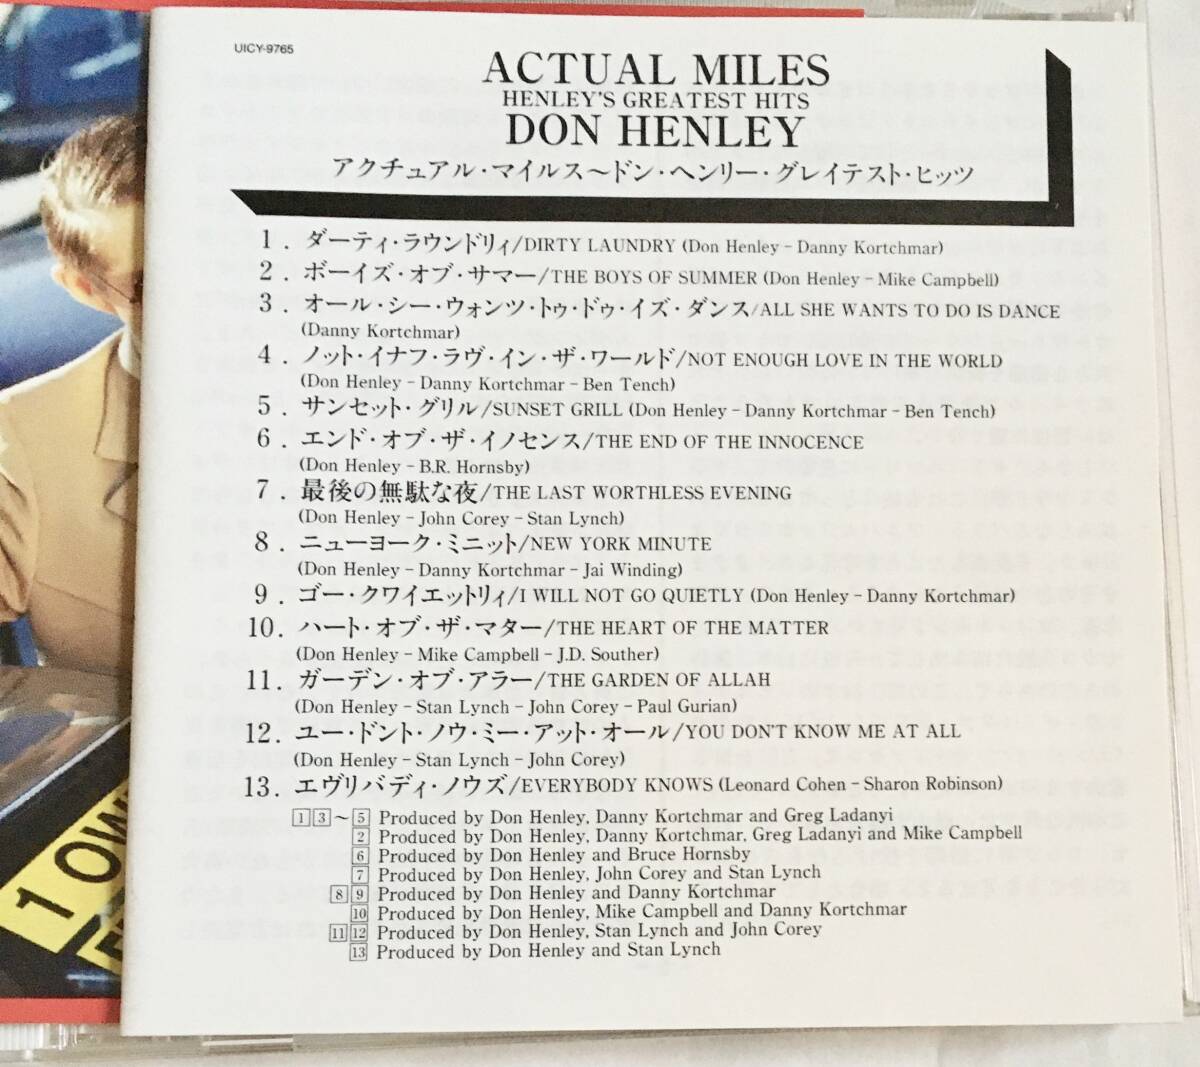 UICY-9765
ACTUAL MILES
HENLEY'S GREATEST HITS
DON HENLEY
アクチュアル・マイルス〜ドン・ヘンリー・グレイテスト・ヒッツ
1. ダーティ・ラウンドリィ/DIRTY LAUNDRY (Don Henley – Danny Kortchmar)
2. ボーイズ・オブ・サマー/THE BOYS OF SUMMER (Don Henley – Mike Campbell)
3. オール・シー・ウォンツ・トゥ・ドゥ・イズ・ダンス/ALL SHE WANTS TO DO IS DANCE
(Danny Kortchmar)
4. ノット・イナフ・ラヴ・イン・ザ・ワールド/NOT ENOUGH LOVE IN THE WORLD
(Don Henley – Danny Kortchmar – Ben Tench)
5. サンセット・グリル/SUNSET GRILL (Don Henley – Danny Kortchmar – Ben Tench)
6. エンド・オブ・ザ・イノセンス/THE END OF THE INNOCENCE
(Don Henley – B.R. Hornsby)
7. 最後の無駄な夜/THE LAST WORTHLESS EVENING
(Don Henley – John Corey – Stan Lynch)
8. ニューヨーク・ミニット/NEW YORK MINUTE
(Don Henley – Danny Kortchmar – Jai Winding)
9. ゴー・クワイエットリィ/I WILL NOT GO QUIETLY (Don Henley – Danny Kortchmar)
10. ハート・オブ・ザ・マター/THE HEART OF THE MATTER
(Don Henley – Mike Campbell – J.D. Souther)
11. ガーデン・オブ・アラー/THE GARDEN OF ALLAH
(Don Henley – Stan Lynch – John Corey – Paul Gurian)
12. ユー・ドント・ノウ・ミー・アット・オール/YOU DON'T KNOW ME AT ALL
(Don Henley – Stan Lynch – John Corey)
13. エヴリバディ・ノウズ/EVERYBODY KNOWS (Leonard Cohen – Sharon Robinson)
1 3〜5 Produced by Don Henley, Danny Kortchmar and Greg Ladanyi
2 Produced by Don Henley, Danny Kortchmar, Greg Ladanyi and Mike Campbell
6 Produced by Don Henley and Bruce Hornsby
7 Produced by Don Henley, John Corey and Stan Lynch
8 9 Produced by Don Henley and Danny Kortchmar
10 Produced by Don Henley, Mike Campbell and Danny Kortchmar
11 12 Produced by Don Henley, Stan Lynch and John Corey
13 Produced by Don Henley and Stan Lynch
1 OW